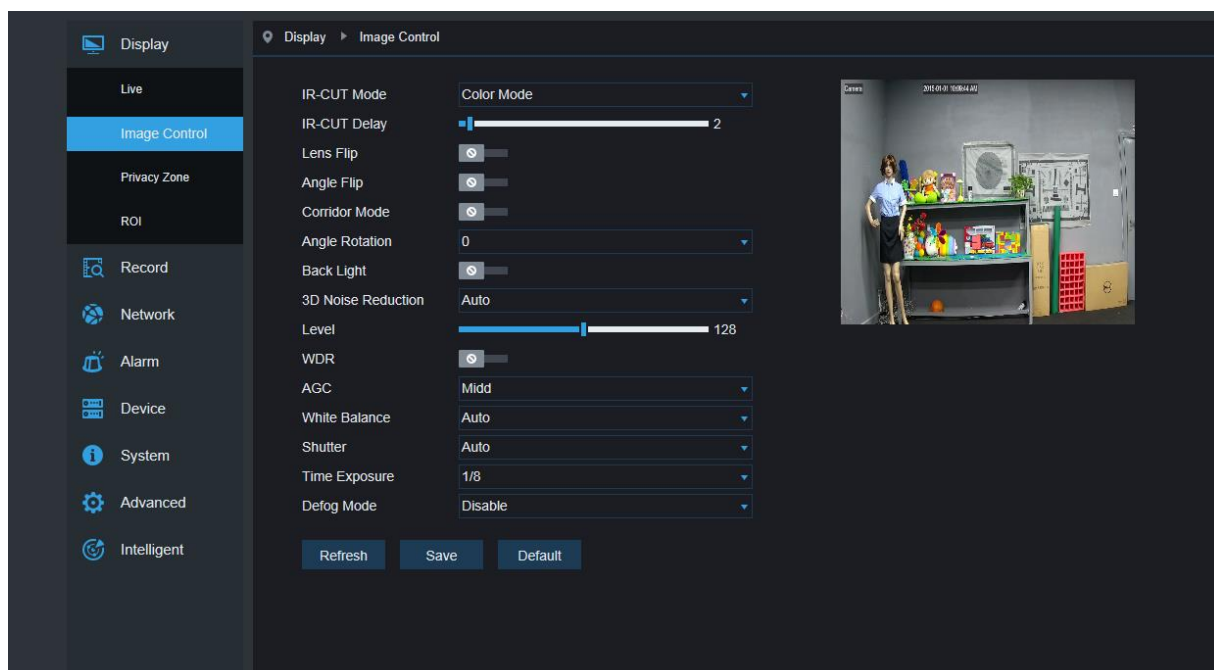 Display
Live
Image Control
Privacy Zone
ROI
Record
Network
Alarm
Device
System
Advanced
Intelligent
Display Image Control
IR-CUT Mode Color Mode
IR-CUT Delay 2
Lens Flip
Angle Flip
Corridor Mode
Angle Rotation 0
Back Light
3D Noise Reduction Auto
Level 128
WDR
AGC Midd
White Balance Auto
Shutter Auto
Time Exposure 1/8
Defog Mode Disable
Refresh Save Default
Camera